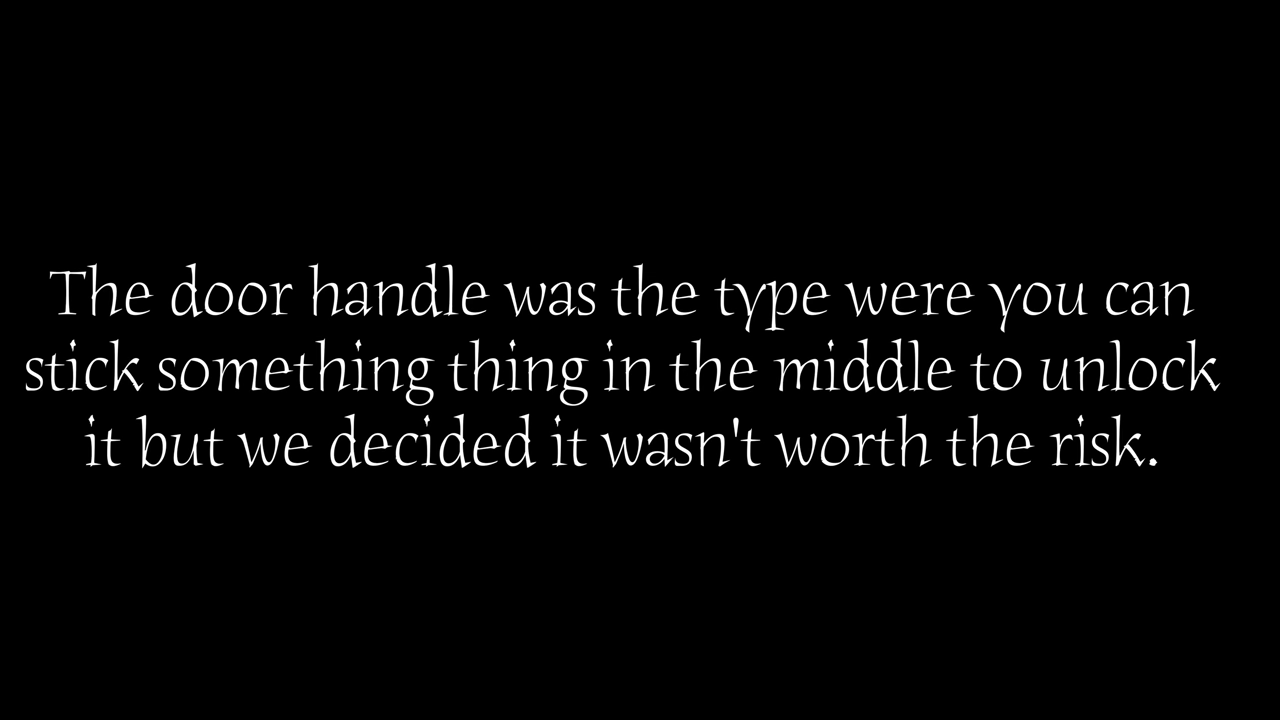 The door handle was the type were you can
stick something thing in the middle to unlock
it but we decided it wasn't worth the risk.